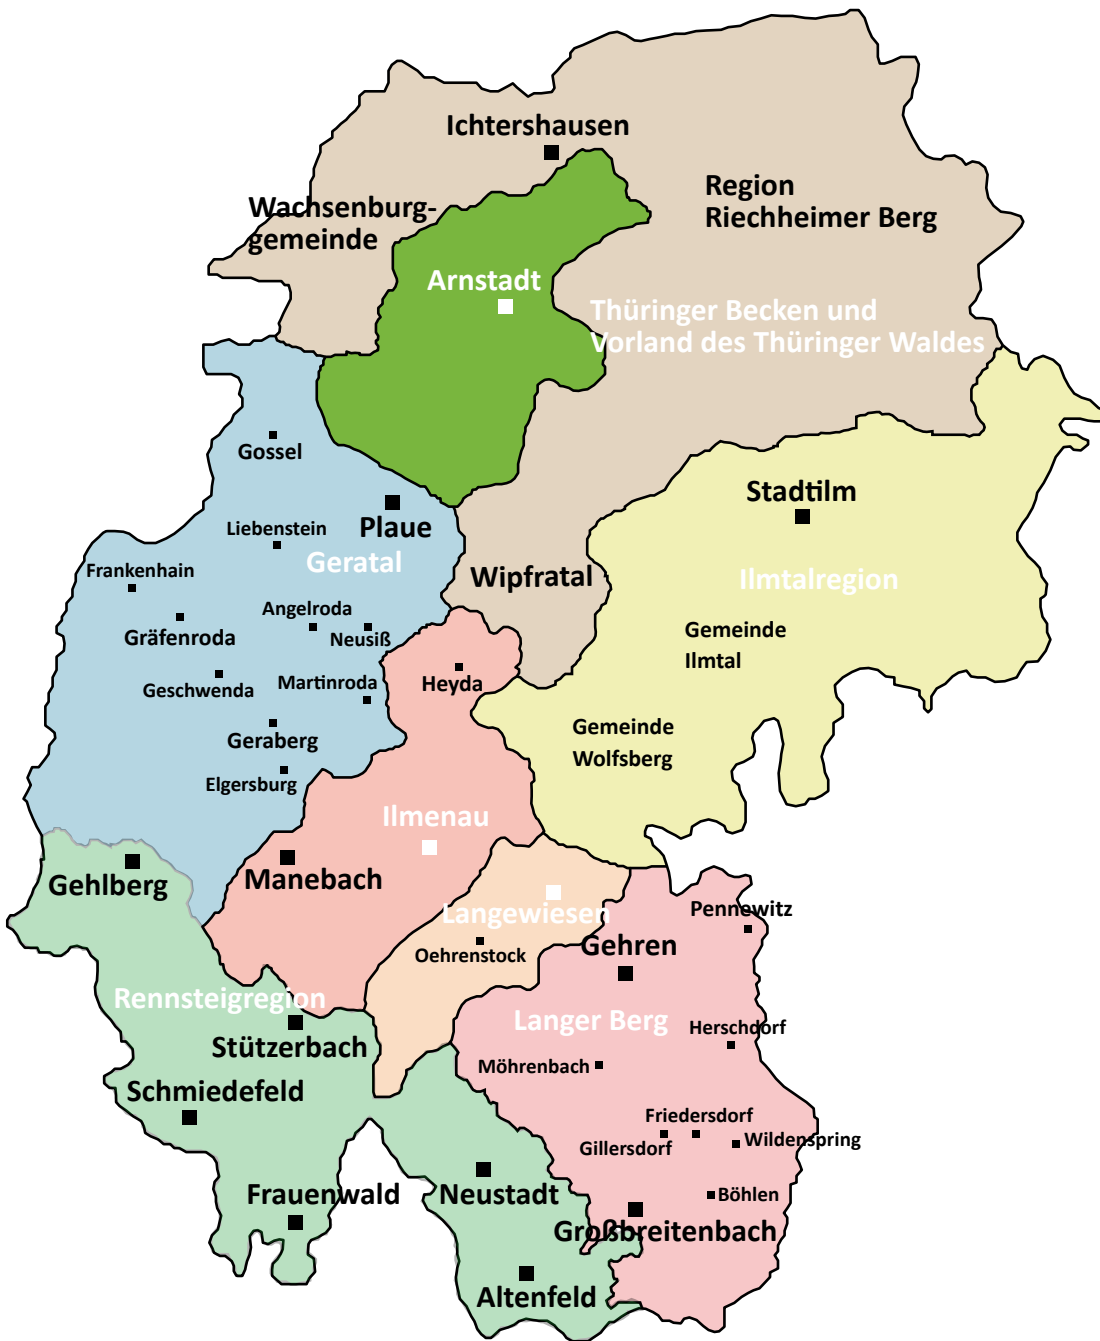 Ichtershausen
Region
Riechheimer Berg
Wachsenburg-
gemeinde
Arnstadt
Thüringer Becken und
Vorland des Thüringer Waldes
Gossel
Stadtilm
Plaue
Liebenstein
Geratal
Frankenhain
Wipfratal
Ilmtalregion
Angelroda
Gräfenroda
Neusiß
Gemeinde
Ilmtal
Geschwenda
Martinroda
Heyda
Geraberg
Gemeinde
Wolfsberg
Elgersburg
Ilmenau
Gehlberg
Manebach
Langewiesen
Pennewitz
Oehrenstock
Gehren
Rennsteigregion
Langer Berg
Herschdorf
Stützerbach
Möhrenbach
Schmiedefeld
Friedersdorf
Gillersdorf
Wildenspring
Frauenwald
Neustadt
Böhlen
Großbreitenbach
Altenfeld